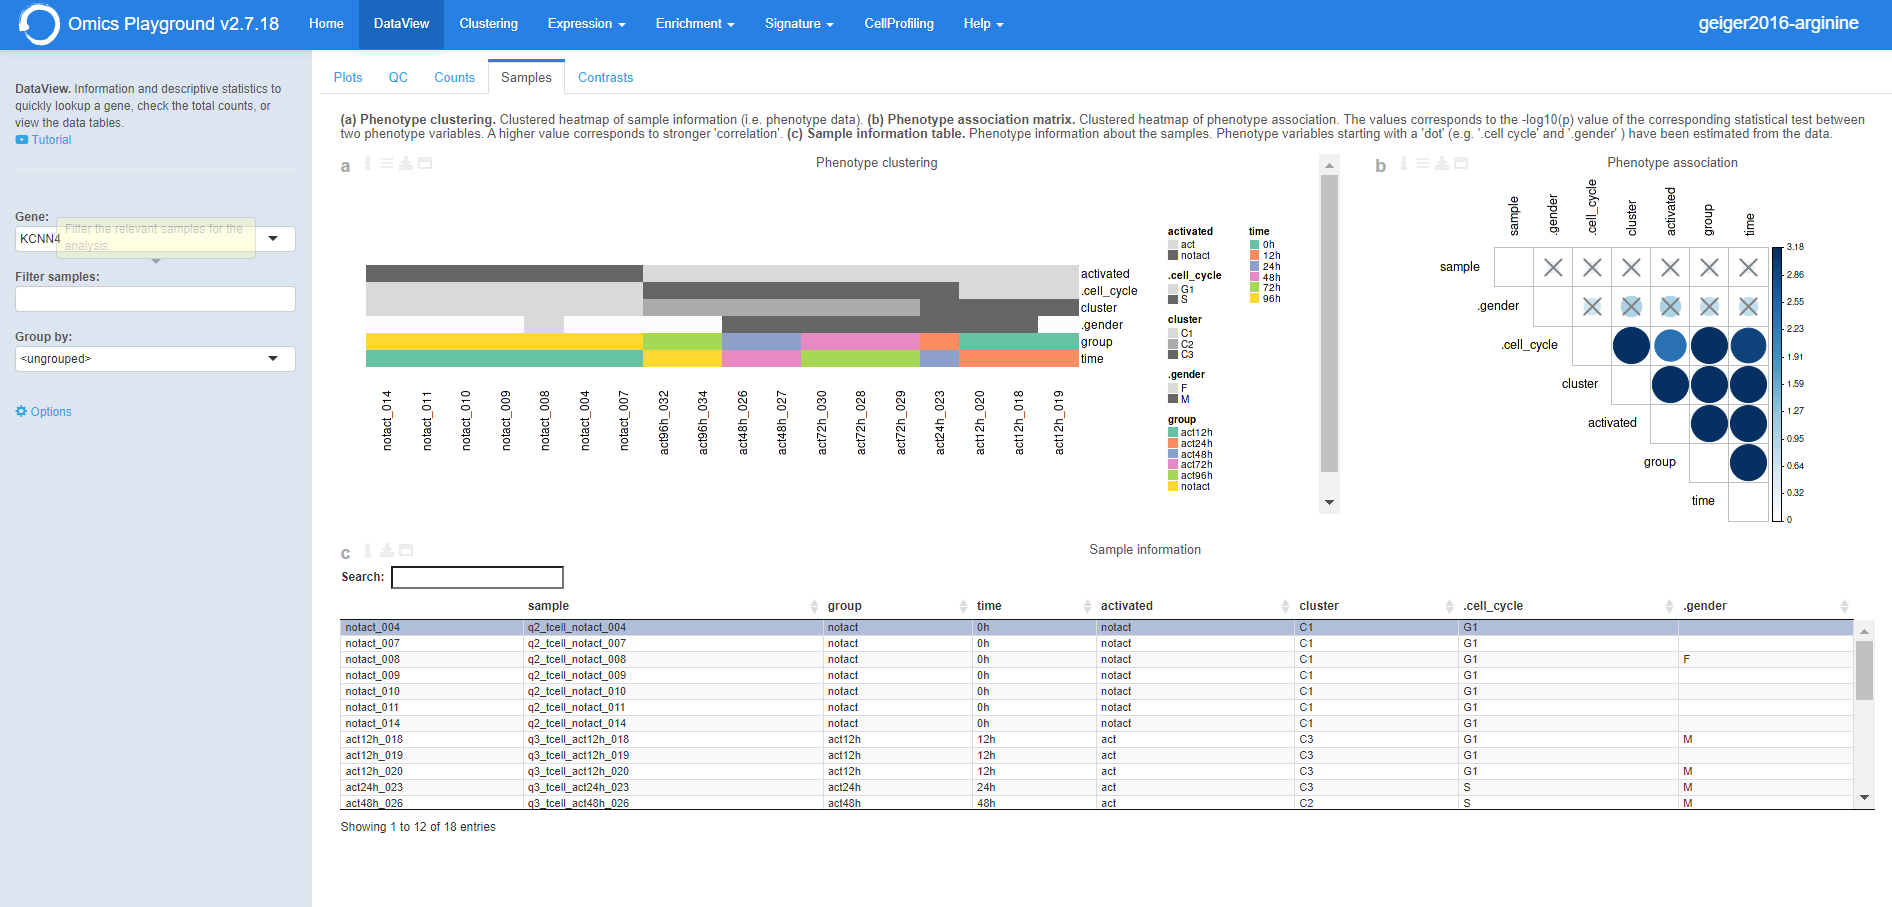 Omics Playground v2.7.18 Home DataView Clustering Expression Enrichment Signature CellProfiling Help geiger2016-arginine
DataView. Information and descriptive statistics to
quickly lookup a gene, check the total counts, or
view the data tables.
Tutorial
Gene:
KCNN4
Filter the relevant samples for the
analysis.
Filter samples:
Group by:
<ungrouped>
Options
Plots QC Counts Samples Contrasts
(a) Phenotype clustering. Clustered heatmap of sample information (i.e. phenotype data). (b) Phenotype association matrix. Clustered heatmap of phenotype association. The values corresponds to the -log10(p) value of the corresponding statistical test between
two phenotype variables. A higher value corresponds to stronger 'correlation'. (c) Sample information table. Phenotype information about the samples. Phenotype variables starting with a 'dot' (e.g. '.cell cycle' and '.gender' ) have been estimated from the data.
a Phenotype clustering
activated
.cell_cycle
cluster
.gender
group
time
notact_014 notact_011 notact_010 notact_009 notact_008 notact_004 notact_007 act96h_032 act96h_034 act48h_026 act48h_027 act72h_030 act72h_028 act72h_029 act24h_023 act12h_020 act12h_018 act12h_019
activated
act
notact
.cell_cycle
G1
S
cluster
C1
C2
C3
.gender
F
M
group
act12h
act24h
act48h
act72h
act96h
notact
time
0h
12h
24h
48h
72h
96h
b Phenotype association
sample .gender .cell_cycle cluster activated group time
sample
.gender
.cell_cycle
cluster
activated
group
time
3.18
2.86
2.55
2.23
1.91
1.59
1.27
0.95
0.64
0.32
0
c Sample information
Search:
sample group time activated cluster .cell_cycle .gender
notact_004 q2_tcell_notact_004 notact 0h notact C1 G1
notact_007 q2_tcell_notact_007 notact 0h notact C1 G1
notact_008 q2_tcell_notact_008 notact 0h notact C1 G1 F
notact_009 q2_tcell_notact_009 notact 0h notact C1 G1
notact_010 q2_tcell_notact_010 notact 0h notact C1 G1
notact_011 q2_tcell_notact_011 notact 0h notact C1 G1
notact_014 q2_tcell_notact_014 notact 0h notact C1 G1
act12h_018 q3_tcell_act12h_018 act12h 12h act C3 G1 M
act12h_019 q3_tcell_act12h_019 act12h 12h act C3 G1
act12h_020 q3_tcell_act12h_020 act12h 12h act C3 G1 M
act24h_023 q3_tcell_act24h_023 act24h 24h act C3 S M
act48h_026 q3_tcell_act48h_026 act48h 48h act C2 S M
Showing 1 to 12 of 18 entries